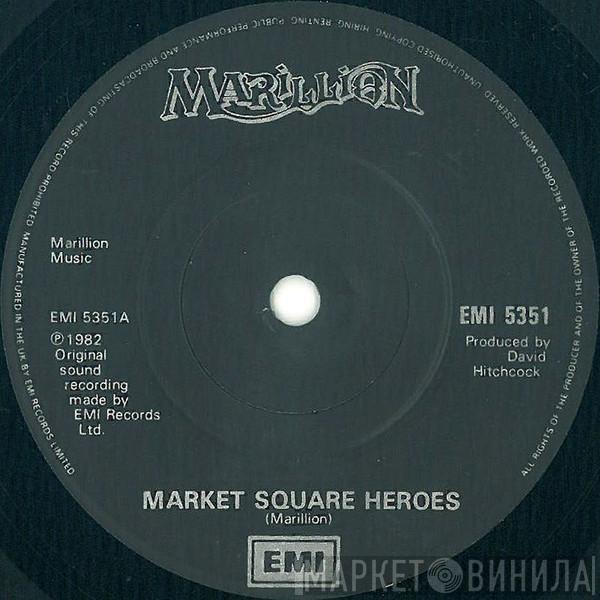 UNAUTHORISED COPYING, HIRING, RENTING, PUBLIC PERFORMANCE AND BROADCASTING OF THIS RECORD PROHIBITED. MANUFACTURED IN THE UK BY EMI RECORDS LIMITED
ALL RIGHTS OF THE PRODUCER AND OF THE OWNER OF THE RECORDED WORK RESERVED
MARILLION
Marillion
Music
EMI 5351A
℗1982
Original
sound
recording
made by
EMI Records
Ltd.
EMI 5351
Produced by
David
Hitchcock
MARKET SQUARE HEROES
(Marillion)
EMI
МАРКЕТВИНИЛА